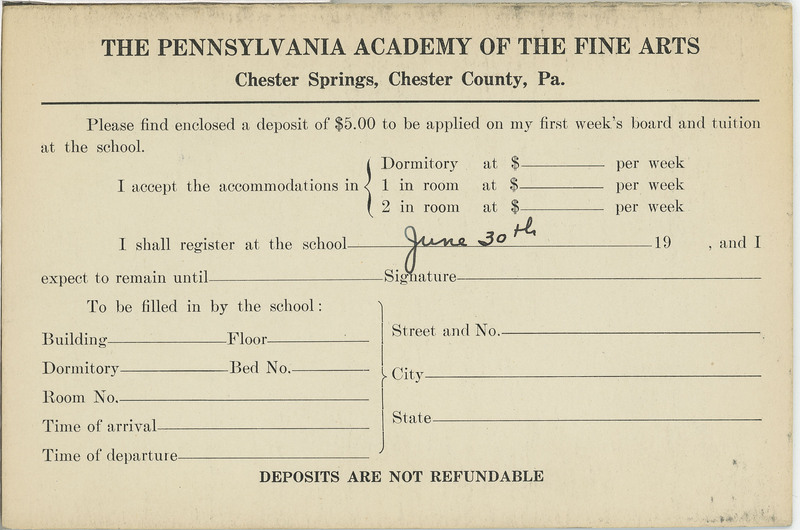 THE PENNSYLVANIA ACADEMY OF THE FINE ARTS
Chester Springs, Chester County, Pa.
Please find enclosed a deposit of $5.00 to be applied on my first week's board and tuition
at the school.
Dormitory at $ per week
I accept the accommodations in { 1 in room at $ per week
2 in room at $ per week
I shall register at the school June 30th 19 , and I
expect to remain until Signature
To be filled in by the school:
Building Floor
Dormitory Bed No.
Room No.
Time of arrival
Time of departure
Street and No.
City
State
DEPOSITS ARE NOT REFUNDABLE